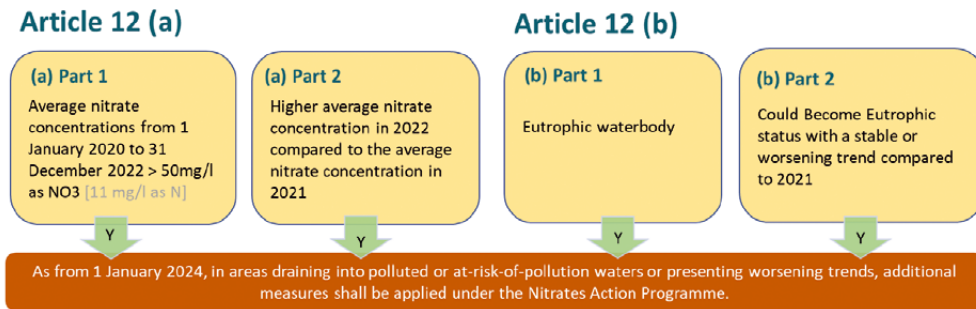 Article 12 (a)
Article 12 (b)
(a) Part 1
Average nitrate
concentrations from 1
January 2020 to 31
December 2022 > 50mg/l
as NO3 [11 mg/l as N]
(a) Part 2
Higher average nitrate
concentration in 2022
compared to the average
nitrate concentration in
2021
(b) Part 1
Eutrophic waterbody
(b) Part 2
Could Become Eutrophic
status with a stable or
worsening trend compared
to 2021
Y
Y
Y
Y
As from 1 January 2024, in areas draining into polluted or at-risk-of-pollution waters or presenting worsening trends, additional
measures shall be applied under the Nitrates Action Programme.